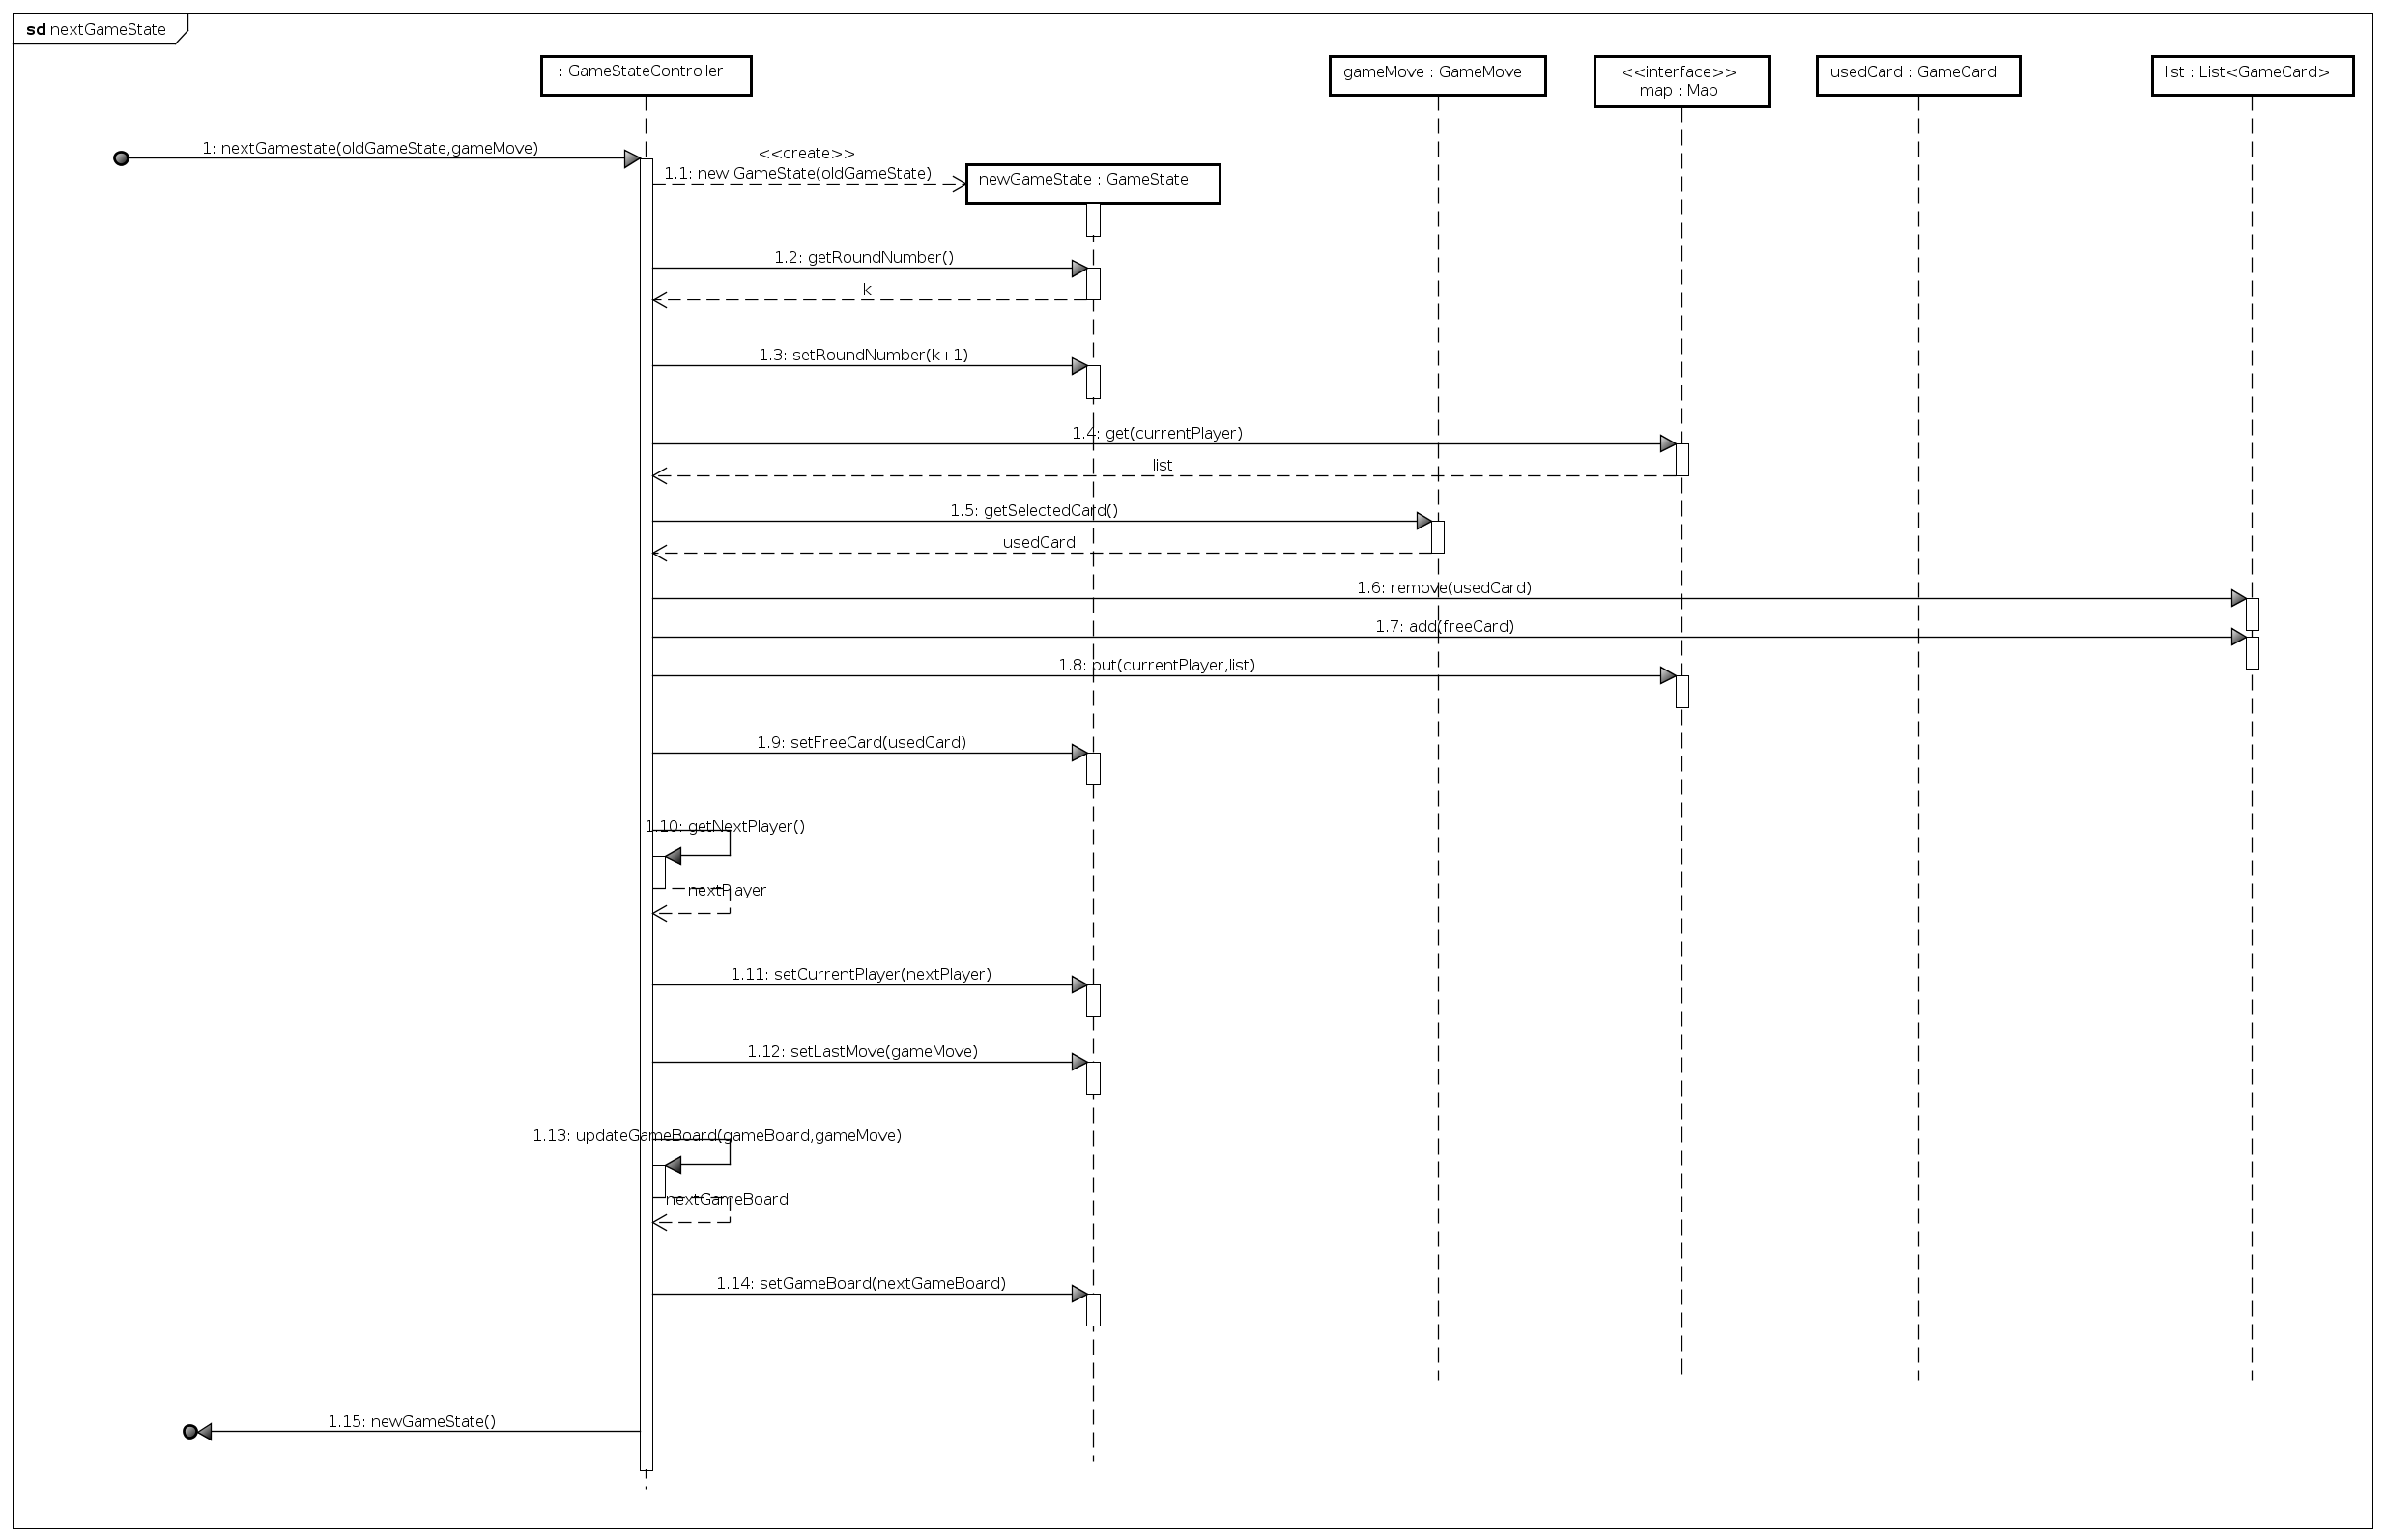 sd nextGameState
: GameStateController
gameMove : GameMove
<<interface>>
map : Map
usedCard : GameCard
list : List<GameCard>
1: nextGamestate(oldGameState,gameMove)
<<create>>
1.1: new GameState(oldGameState)
newGameState : GameState
1.2: getRoundNumber()
k
1.3: setRoundNumber(k+1)
1.4: get(currentPlayer)
list
1.5: getSelectedCard()
usedCard
1.6: remove(usedCard)
1.7: add(freeCard)
1.8: put(currentPlayer,list)
1.9: setFreeCard(usedCard)
1.10: getNextPlayer()
nextPlayer
1.11: setCurrentPlayer(nextPlayer)
1.12: setLastMove(gameMove)
1.13: updateGameBoard(gameBoard,gameMove)
nextGameBoard
1.14: setGameBoard(nextGameBoard)
1.15: newGameState()